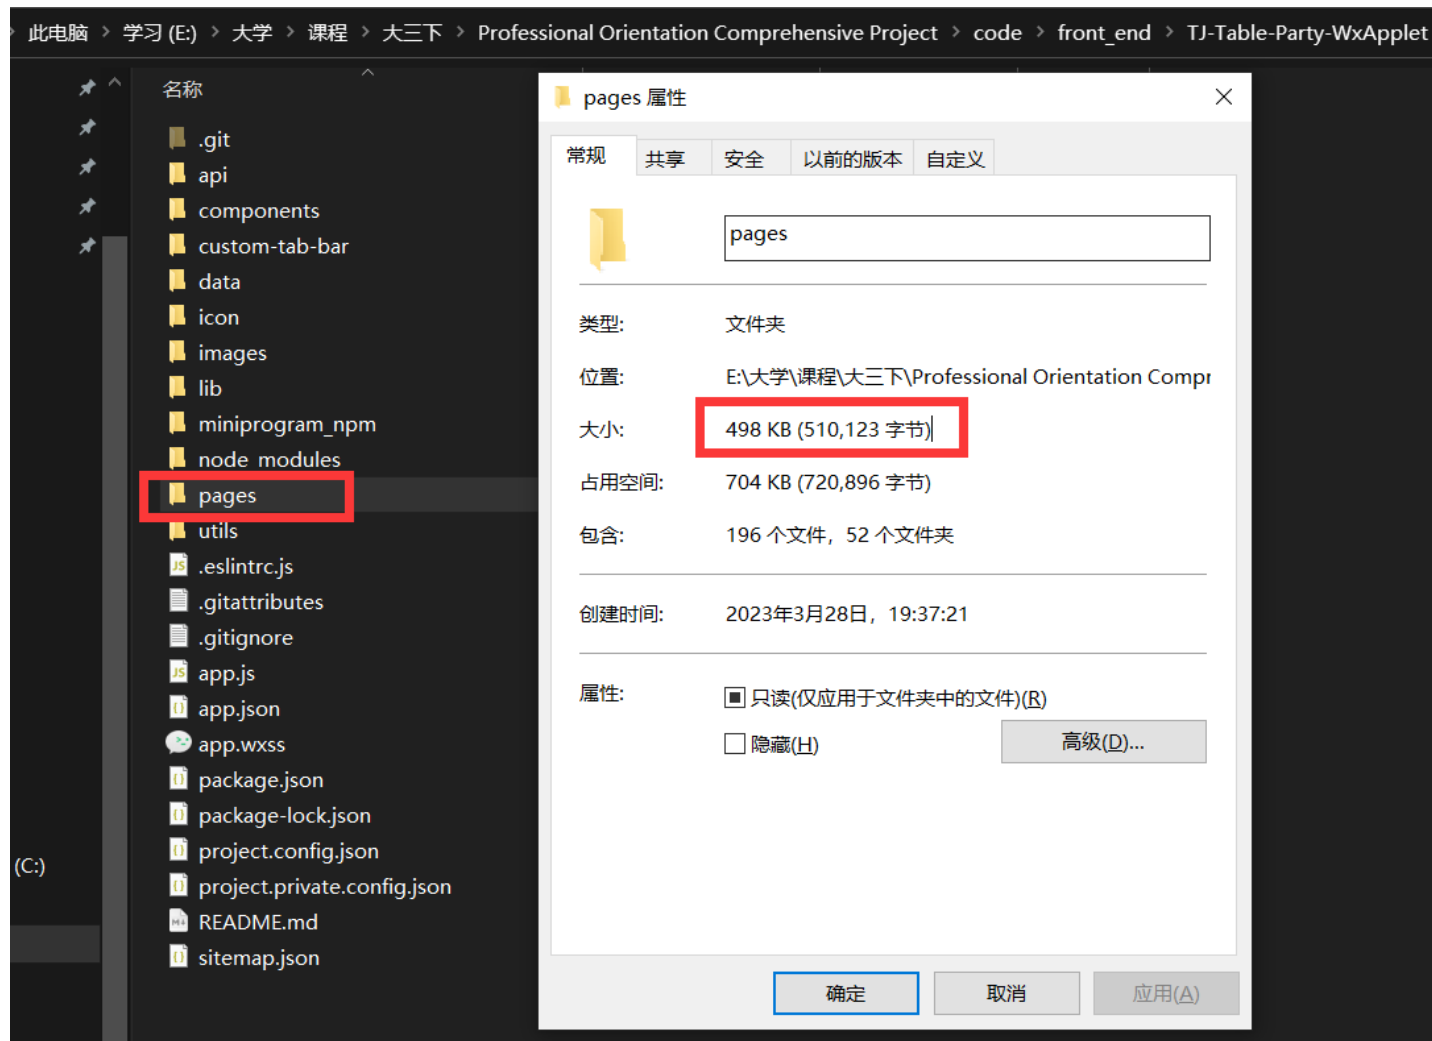 此电脑 > 学习 (E:) > 大学 > 课程 > 大三下 > Professional Orientation Comprehensive Project > code > front_end > TJ-Table-Party-WxApplet
名称
.git
api
components
custom-tab-bar
data
icon
images
lib
miniprogram_npm
node_modules
pages
utils
.eslintrc.js
.gitattributes
.gitignore
app.js
app.json
app.wxss
package.json
package-lock.json
project.config.json
project.private.config.json
README.md
sitemap.json
(C:)
pages 属性
常规 共享 安全 以前的版本 自定义
pages
类型: 文件夹
位置: E:\大学\课程\大三下\Professional Orientation Compr
大小: 498 KB (510,123 字节)
占用空间: 704 KB (720,896 字节)
包含: 196 个文件，52 个文件夹
创建时间: 2023年3月28日，19:37:21
属性: 只读(仅应用于文件夹中的文件)(R)
隐藏(H) 高级(D)...
确定 取消 应用(A)